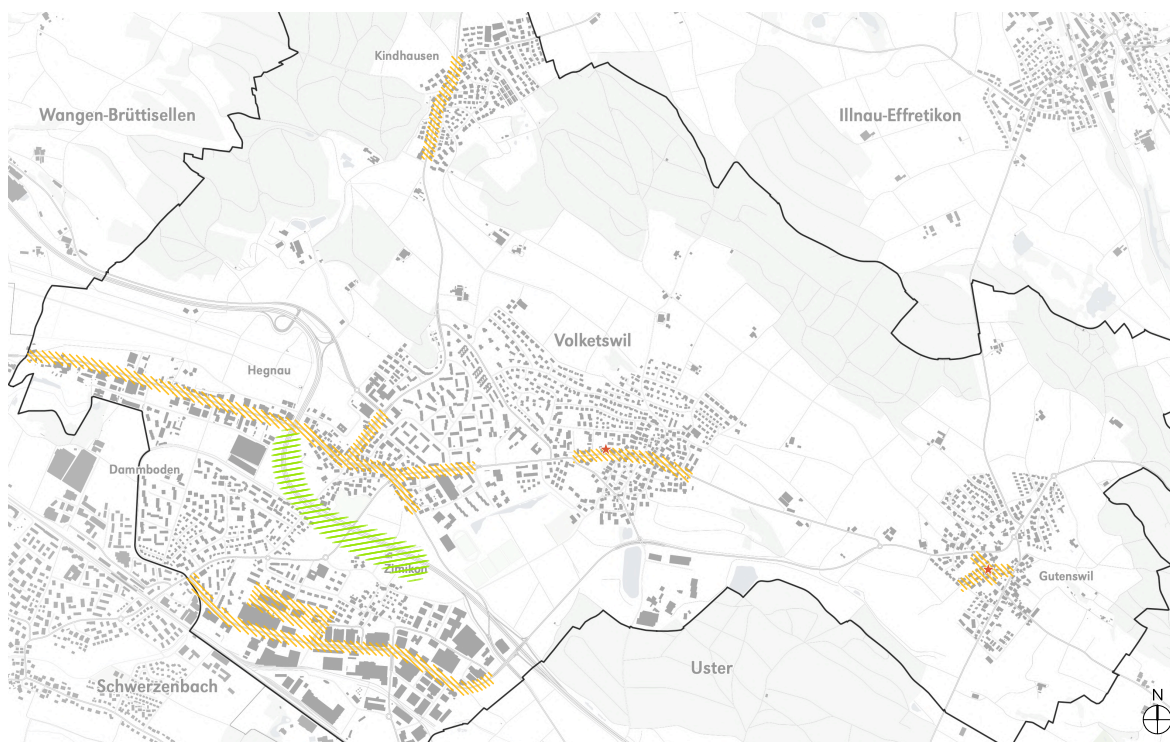 Kindhausen
Wangen-Brüttisellen
Illnau-Effretikon
Volketswil
Hegnau
Dammboden
Zimikon
Gutenswil
Uster
Schwerzenbach
N